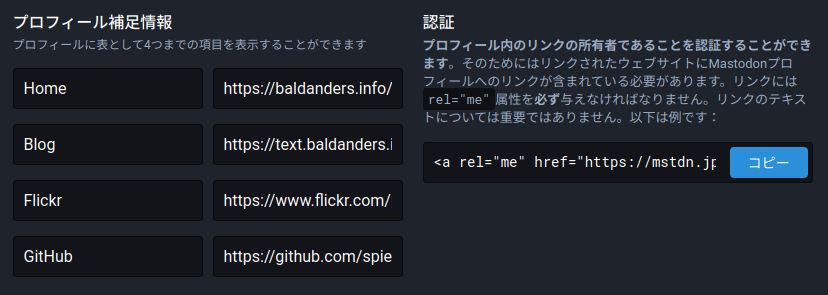 プロフィール補足情報
プロフィールに表として4つまでの項目を表示することができます
Home
https://baldanders.info/
Blog
https://text.baldanders.i
Flickr
https://www.flickr.com/
GitHub
https://github.com/spie
認証
プロフィール内のリンクの所有者であることを認証することができ
ます。そのためにはリンクされたウェブサイトにMastodonプロ
フィールへのリンクが含まれている必要があります。リンクには
rel="me" 属性を必ず与えなければなりません。リンクのテキス
トについては重要ではありません。以下は例です：
<a rel="me" href="https://mstdn.jp
コピー